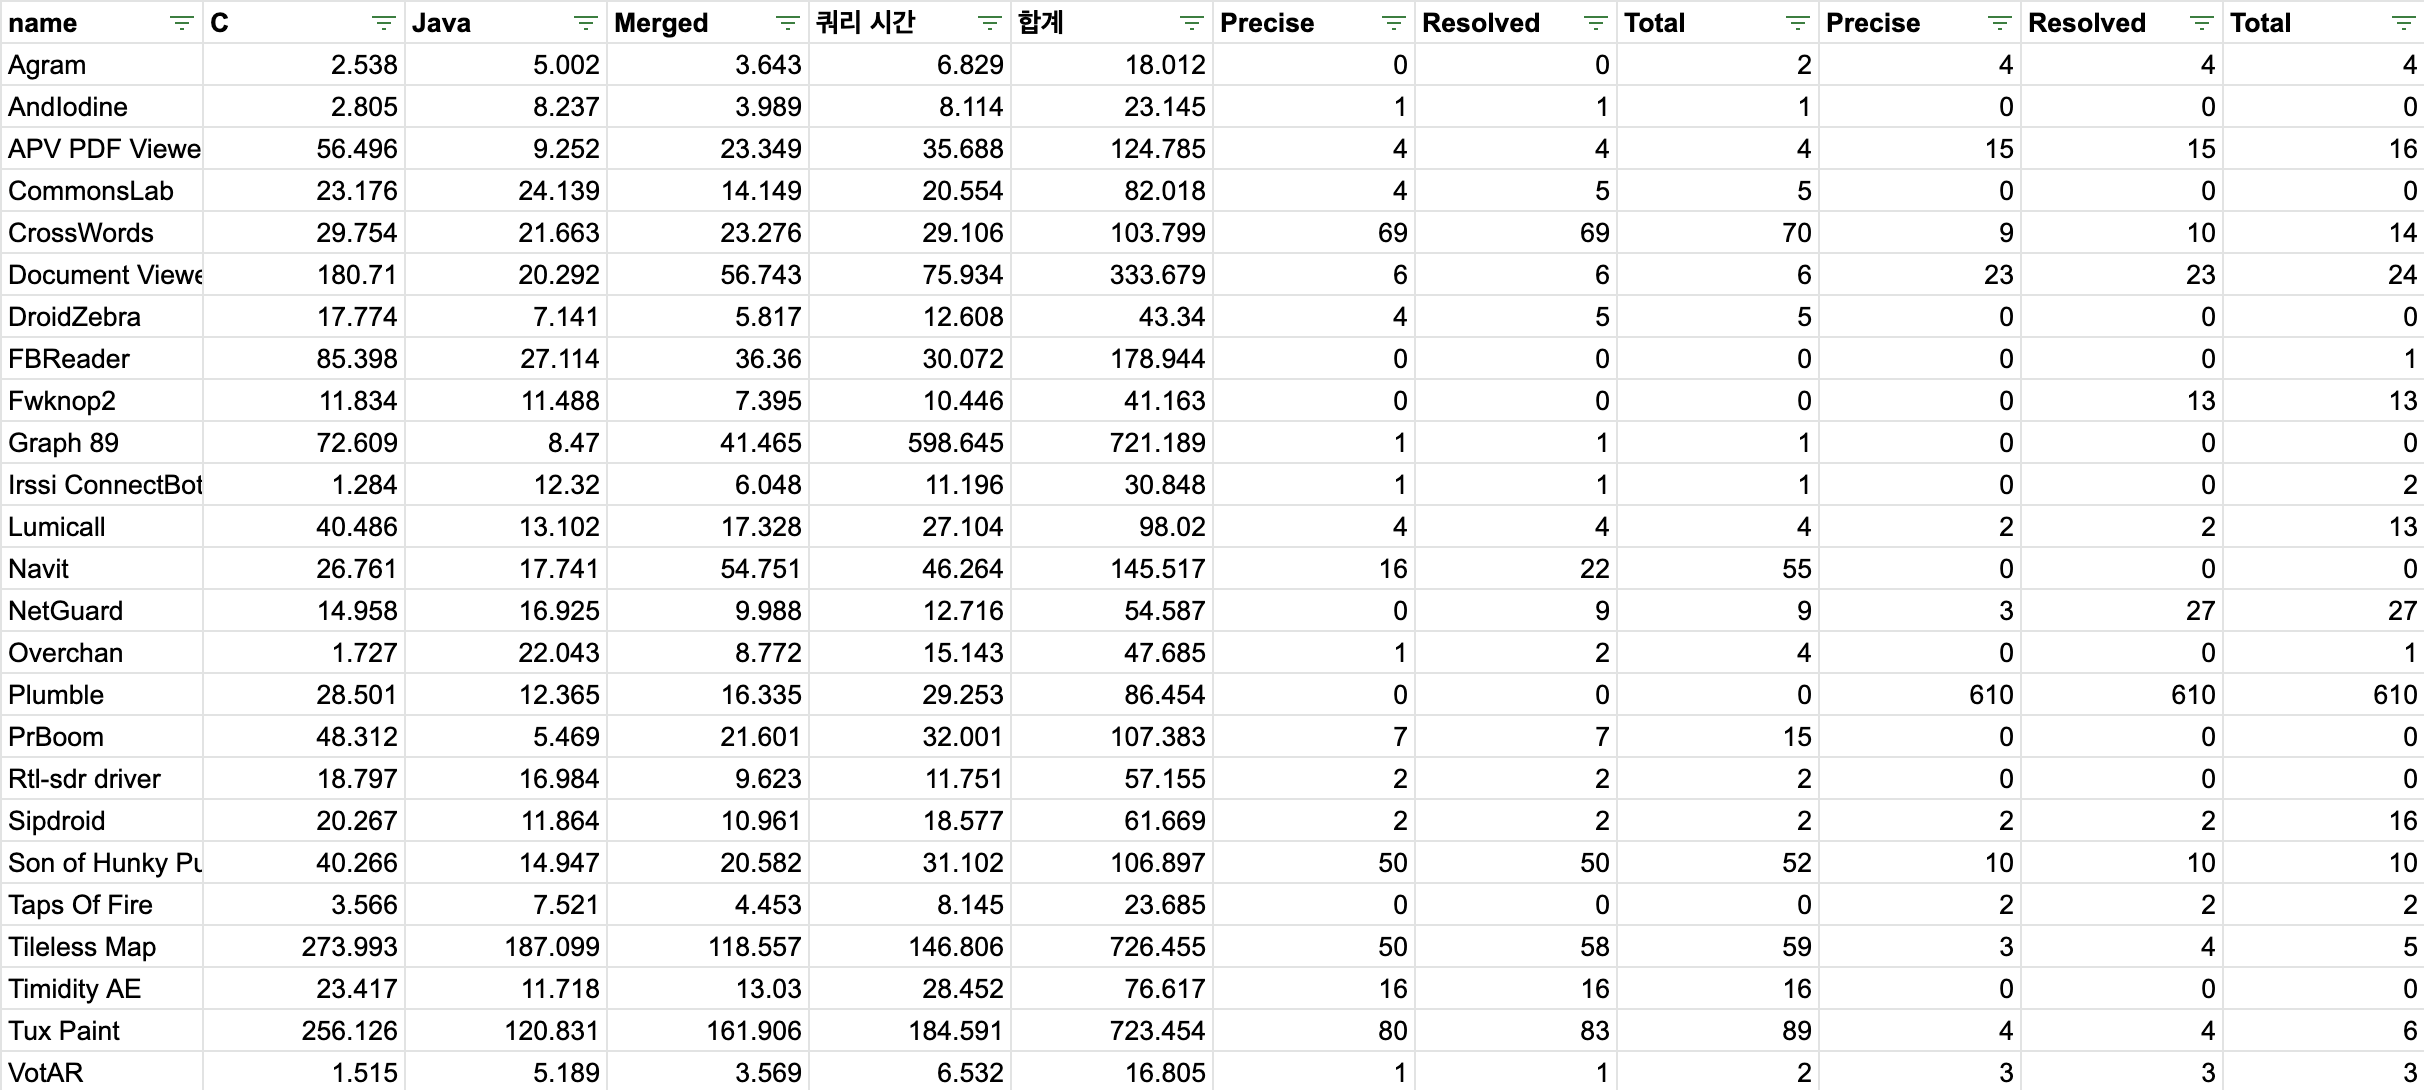 name C Java Merged 쿼리 시간 합계 Precise Resolved Total Precise Resolved Total
Agram 2.538 5.002 3.643 6.829 18.012 0 0 2 4 4 4
AndIodine 2.805 8.237 3.989 8.114 23.145 1 1 1 0 0 0
APV PDF Viewe 56.496 9.252 23.349 35.688 124.785 4 4 4 15 15 16
CommonsLab 23.176 24.139 14.149 20.554 82.018 4 5 5 0 0 0
CrossWords 29.754 21.663 23.276 29.106 103.799 69 69 70 9 10 14
Document Viewe 180.71 20.292 56.743 75.934 333.679 6 6 6 23 23 24
DroidZebra 17.774 7.141 5.817 12.608 43.34 4 5 5 0 0 0
FBReader 85.398 27.114 36.36 30.072 178.944 0 0 0 0 0 1
Fwknop2 11.834 11.488 7.395 10.446 41.163 0 0 0 0 13 13
Graph 89 72.609 8.47 41.465 598.645 721.189 1 1 1 0 0 0
Irssi ConnectBot 1.284 12.32 6.048 11.196 30.848 1 1 1 0 0 2
Lumicall 40.486 13.102 17.328 27.104 98.02 4 4 4 2 2 13
Navit 26.761 17.741 54.751 46.264 145.517 16 22 55 0 0 0
NetGuard 14.958 16.925 9.988 12.716 54.587 0 9 9 3 27 27
Overchan 1.727 22.043 8.772 15.143 47.685 1 2 4 0 0 1
Plumble 28.501 12.365 16.335 29.253 86.454 0 0 0 610 610 610
PrBoom 48.312 5.469 21.601 32.001 107.383 7 7 15 0 0 0
Rtl-sdr driver 18.797 16.984 9.623 11.751 57.155 2 2 2 0 0 0
Sipdroid 20.267 11.864 10.961 18.577 61.669 2 2 2 2 2 16
Son of Hunky Pu 40.266 14.947 20.582 31.102 106.897 50 50 52 10 10 10
Taps Of Fire 3.566 7.521 4.453 8.145 23.685 0 0 0 2 2 2
Tileless Map 273.993 187.099 118.557 146.806 726.455 50 58 59 3 4 5
Timidity AE 23.417 11.718 13.03 28.452 76.617 16 16 16 0 0 0
Tux Paint 256.126 120.831 161.906 184.591 723.454 80 83 89 4 4 6
VotAR 1.515 5.189 3.569 6.532 16.805 1 1 2 3 3 3